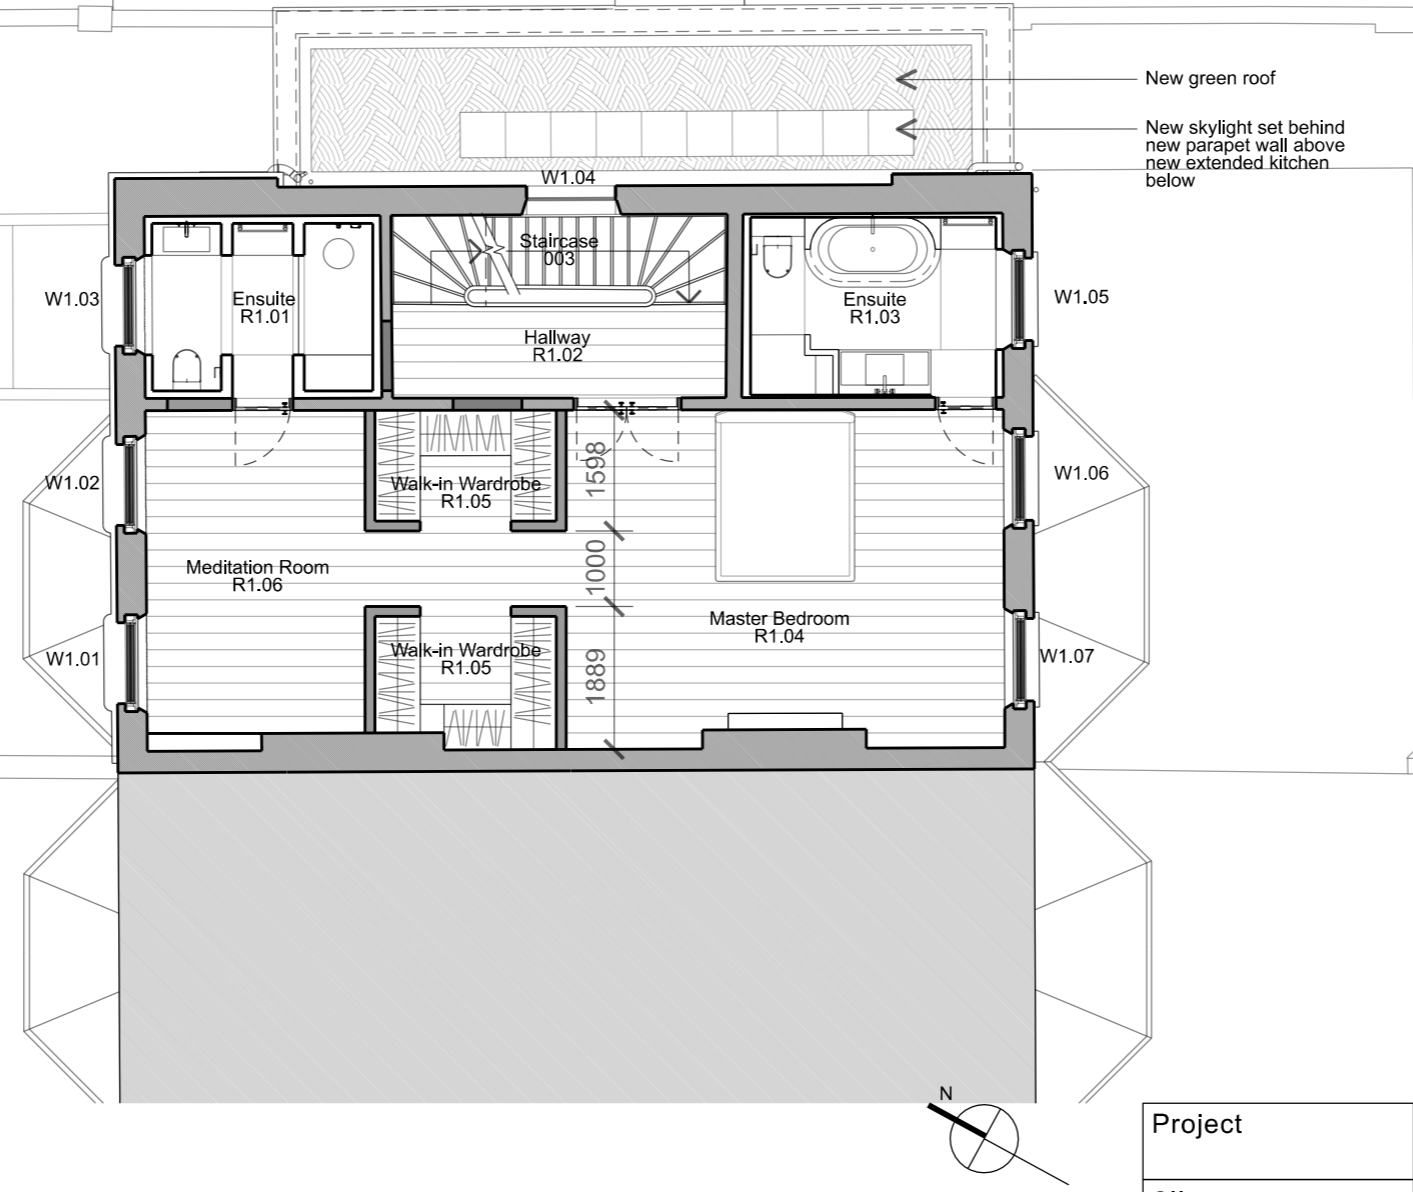 New green roof
New skylight set behind
new parapet wall above
new extended kitchen
below
W1.04
Staircase
003
W1.03
Ensuite
R1.01
Ensuite
R1.03
W1.05
Hallway
R1.02
1598
W1.02
Walk-in Wardrobe
R1.05
W1.06
1000
Meditation Room
R1.06
Master Bedroom
R1.04
W1.01
Walk-in Wardrobe
R1.05
1889
W1.07
N
Project